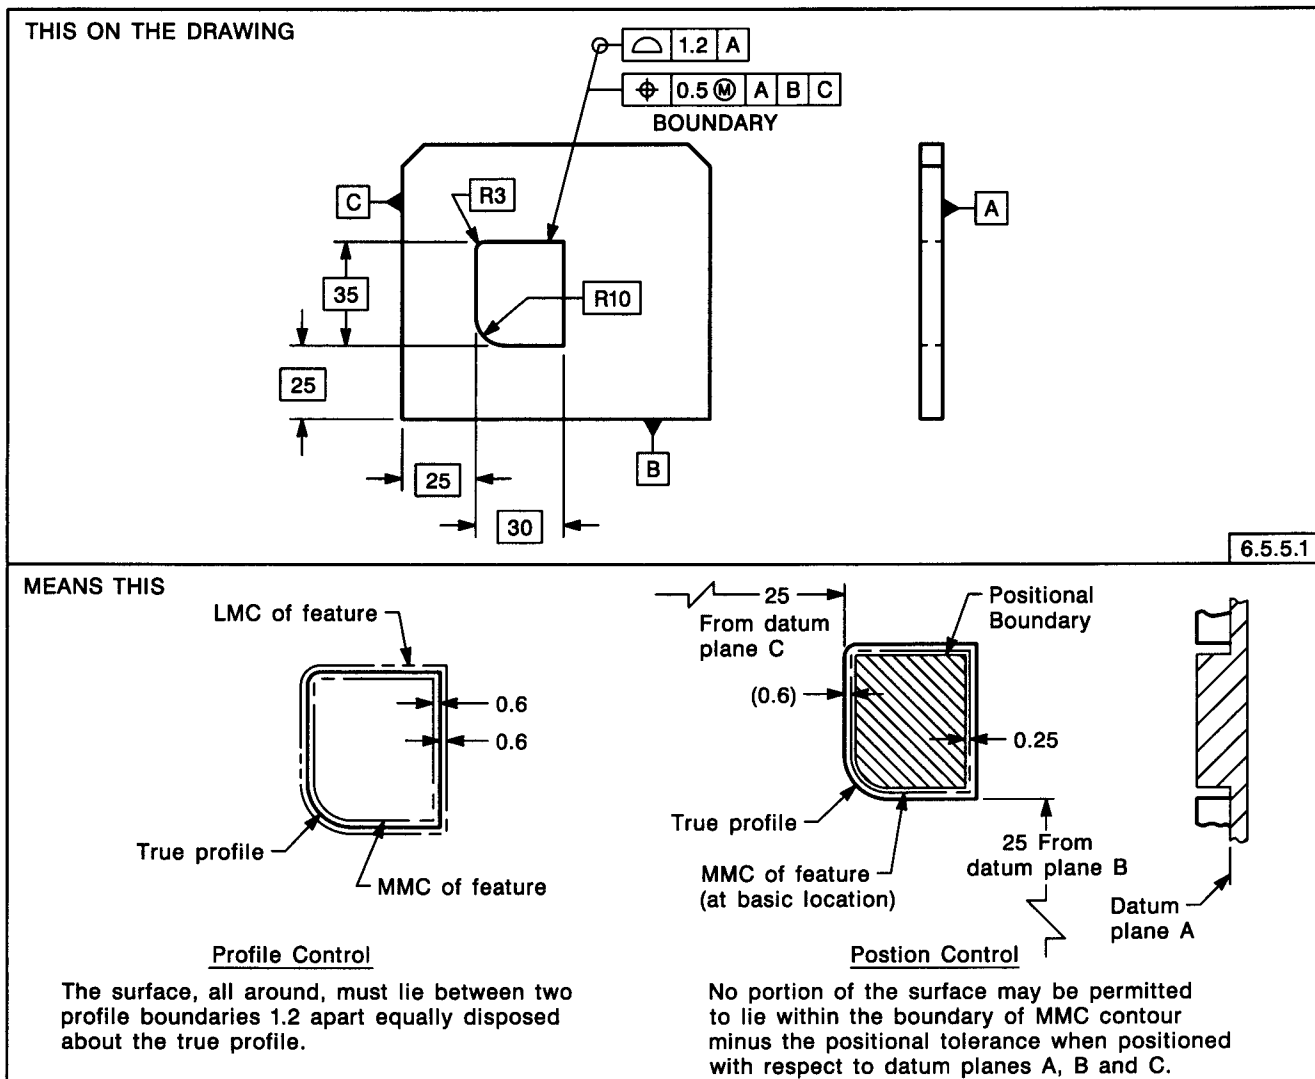 THIS ON THE DRAWING
⌓ 1.2 A
⌖ 0.5 Ⓜ A B C
BOUNDARY
C
R3
A
35
R10
25
B
25
30
6.5.5.1
MEANS THIS
LMC of feature
0.6
0.6
True profile
MMC of feature
25
From datum
plane C
Positional
Boundary
(0.6)
0.25
True profile
MMC of feature
(at basic location)
25 From
datum plane B
Datum
plane A
Profile Control
The surface, all around, must lie between two
profile boundaries 1.2 apart equally disposed
about the true profile.
Postion Control
No portion of the surface may be permitted
to lie within the boundary of MMC contour
minus the positional tolerance when positioned
with respect to datum planes A, B and C.